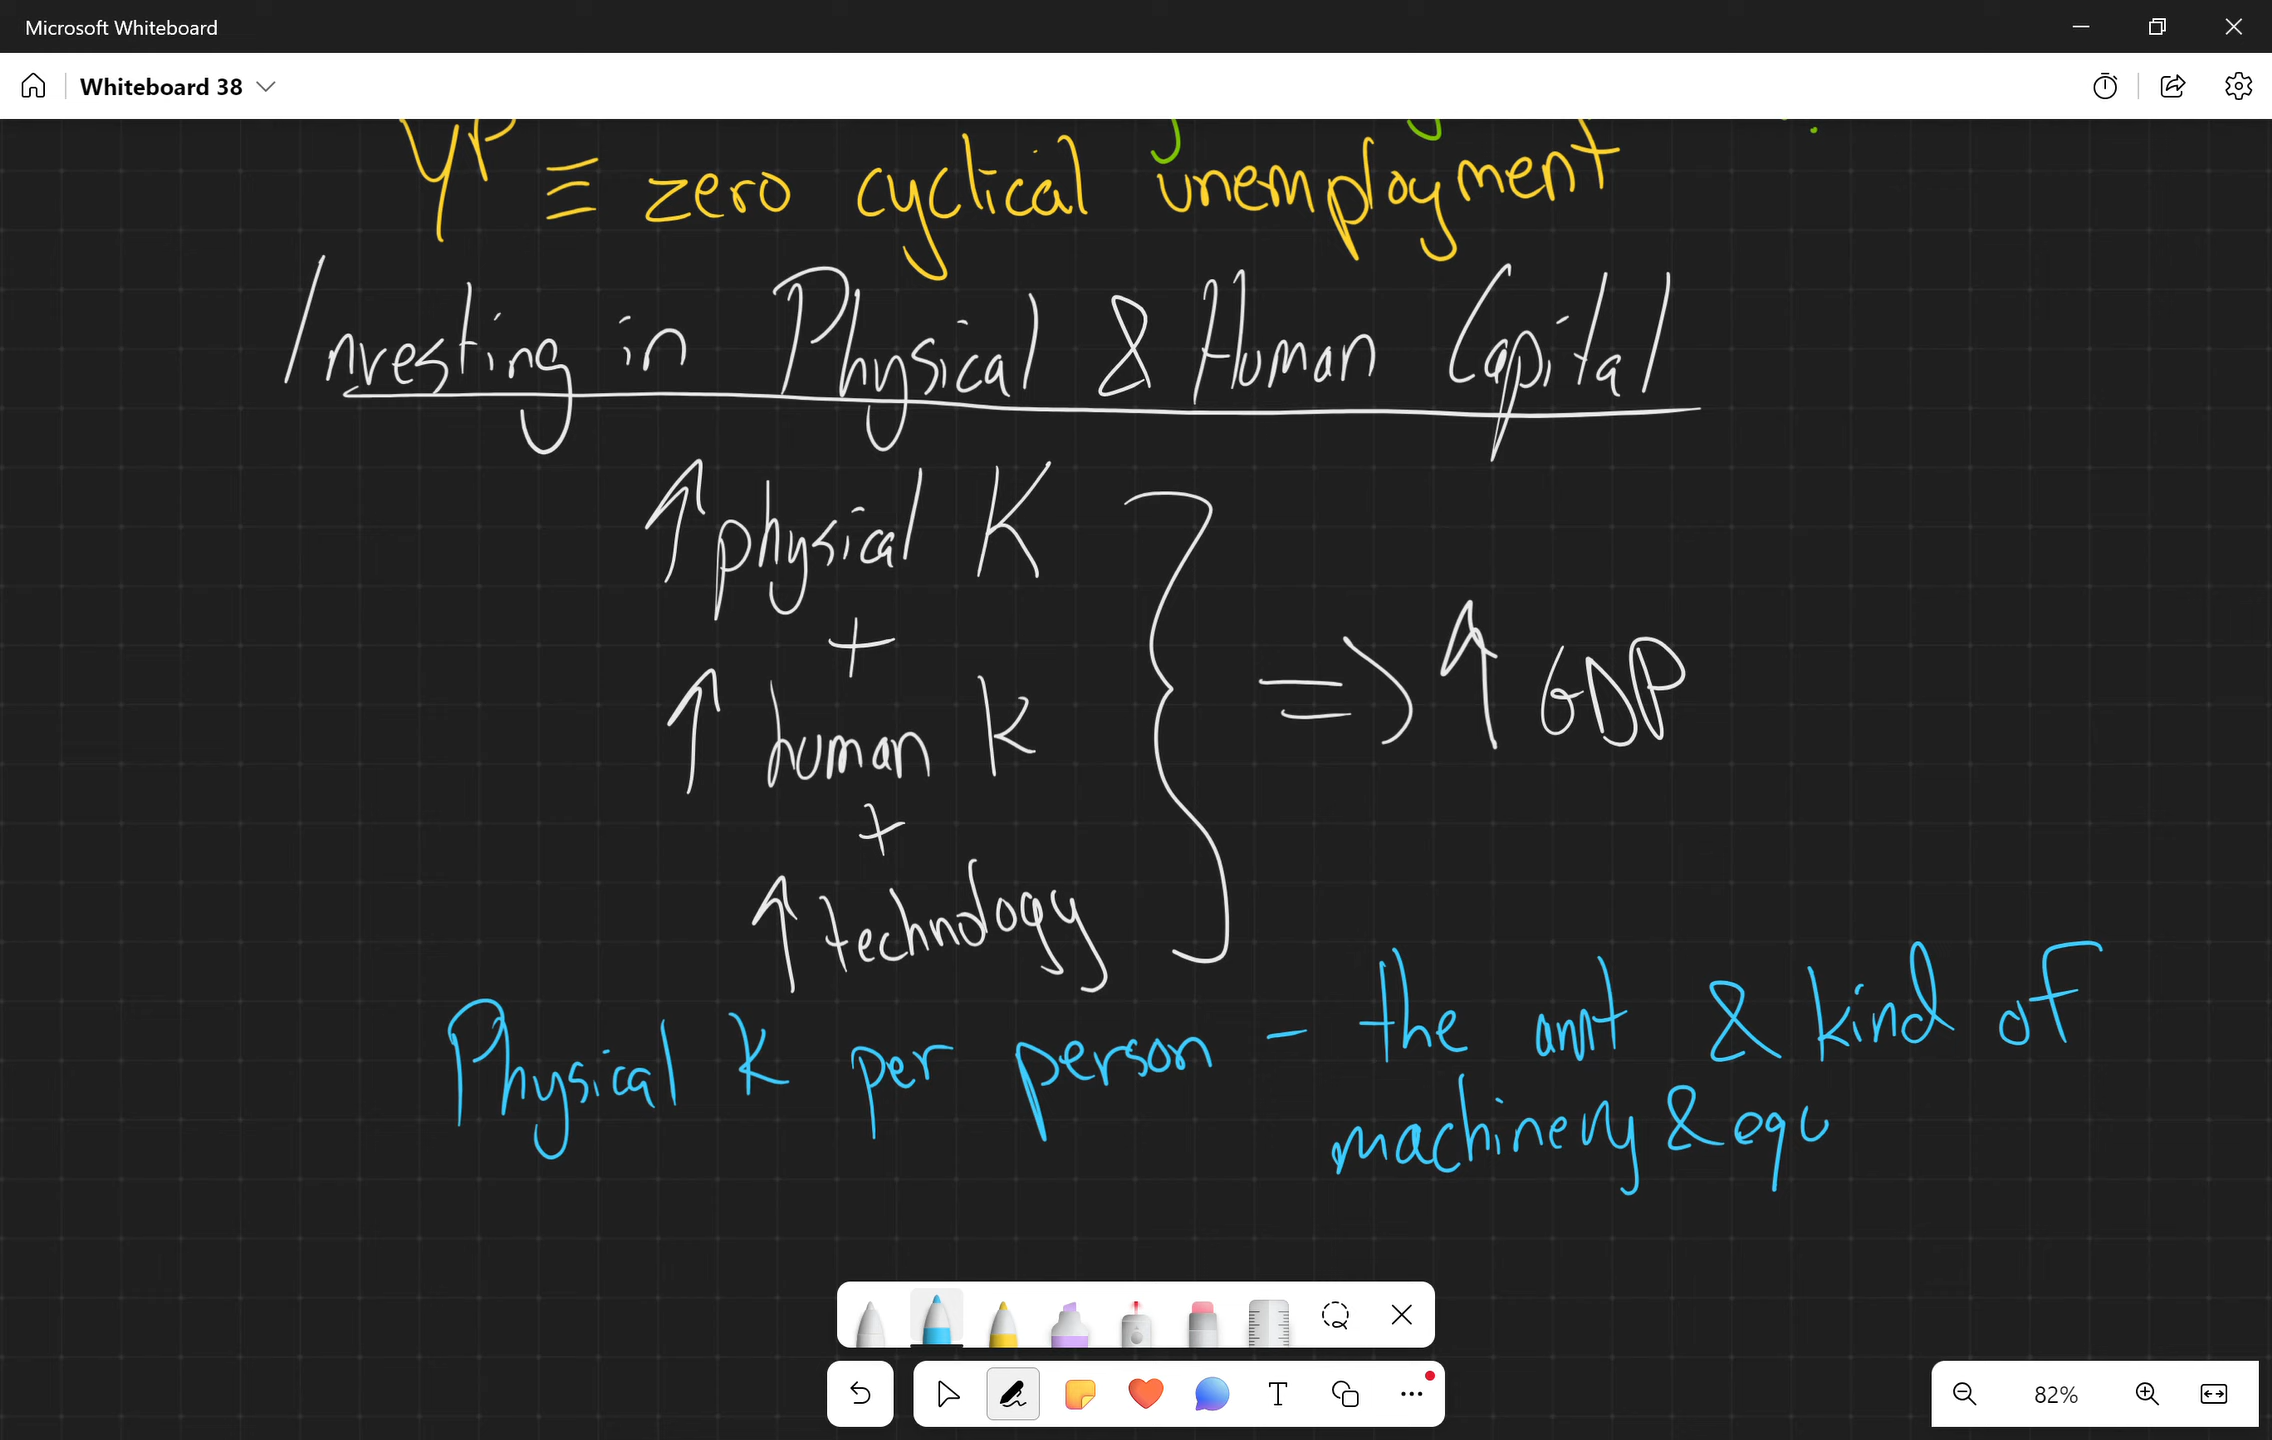 Microsoft Whiteboard
Whiteboard 38
YP ≡ zero cyclical unemployment
Investing in Physical & Human Capital
↑ physical K
+
↑ human K
+
↑ technology
=> ↑ GDP
Physical K per person - the amt & kind of
machinery & equ
T
82%